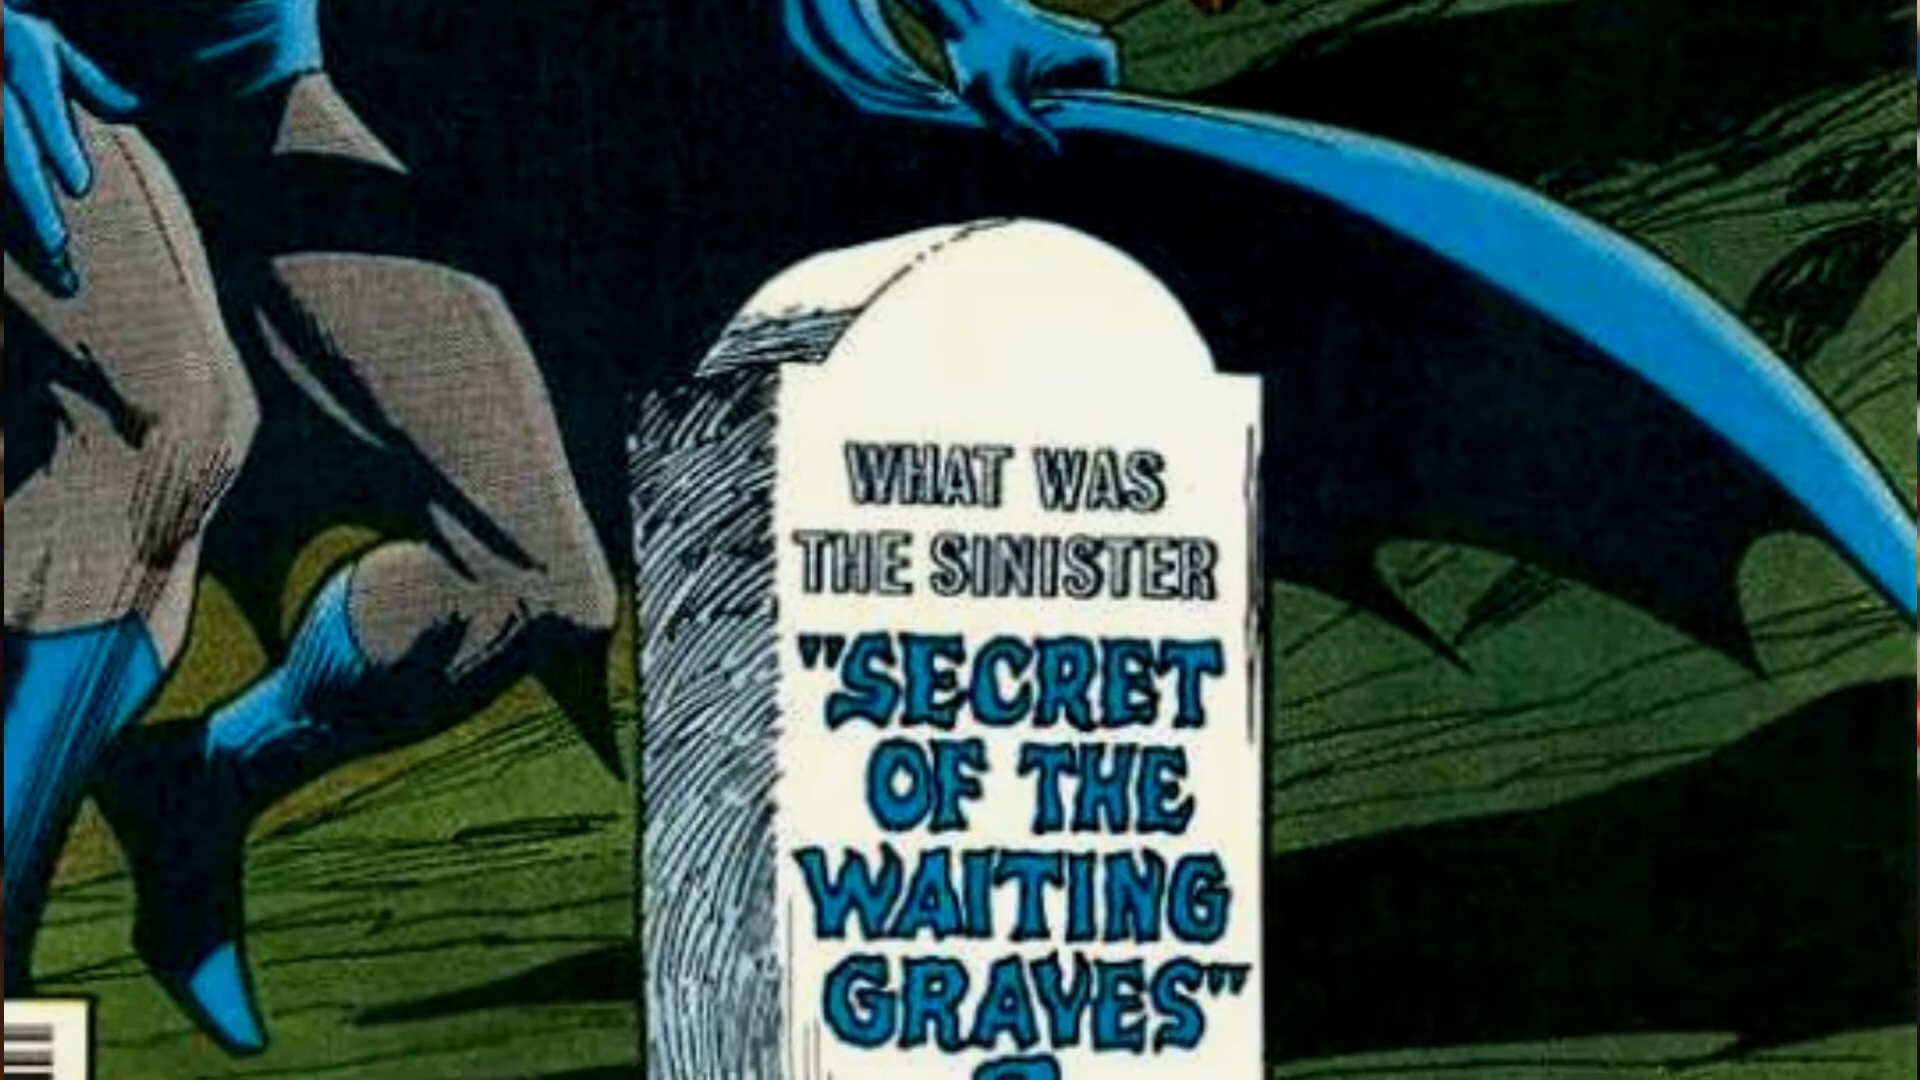 WHAT WAS
THE SINISTER
"SECRET
OF THE
WAITING
GRAVES"
?